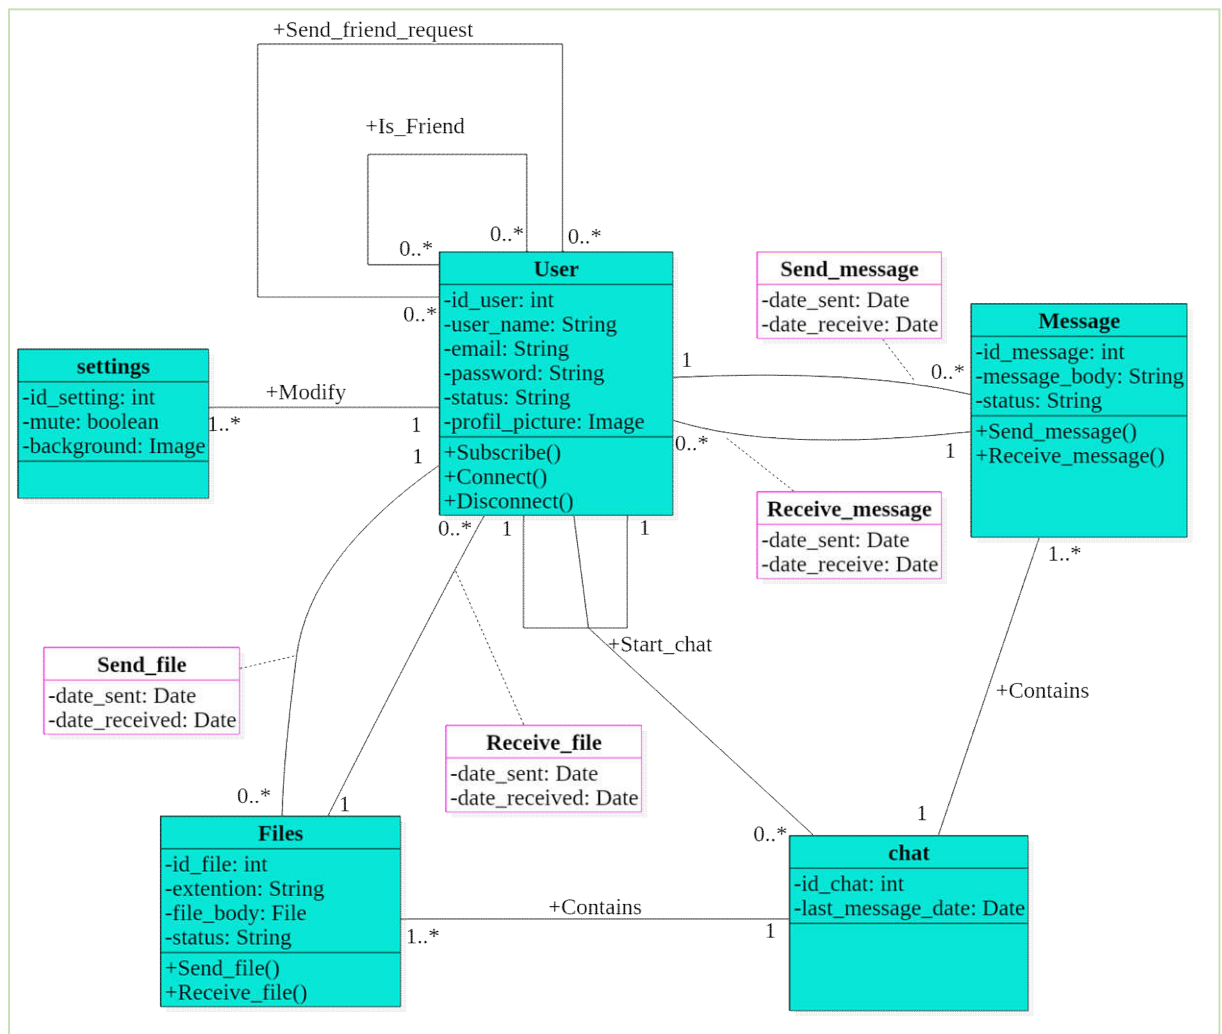 +Send_friend_request
+Is_Friend
0..*
0..*
0..*
0..*
User
-id_user: int
-user_name: String
-email: String
-password: String
-status: String
-profil_picture: Image
+Subscribe()
+Connect()
+Disconnect()
settings
-id_setting: int
-mute: boolean
-background: Image
+Modify
1..*
1
Send_message
-date_sent: Date
-date_receive: Date
1
0..*
Message
-id_message: int
-message_body: String
-status: String
+Send_message()
+Receive_message()
0..*
1
Receive_message
-date_sent: Date
-date_receive: Date
1
0..*
1
1
+Start_chat
1..*
+Contains
1
Send_file
-date_sent: Date
-date_received: Date
Receive_file
-date_sent: Date
-date_received: Date
0..*
1
0..*
Files
-id_file: int
-extention: String
-file_body: File
-status: String
+Send_file()
+Receive_file()
+Contains
1..*
1
chat
-id_chat: int
-last_message_date: Date